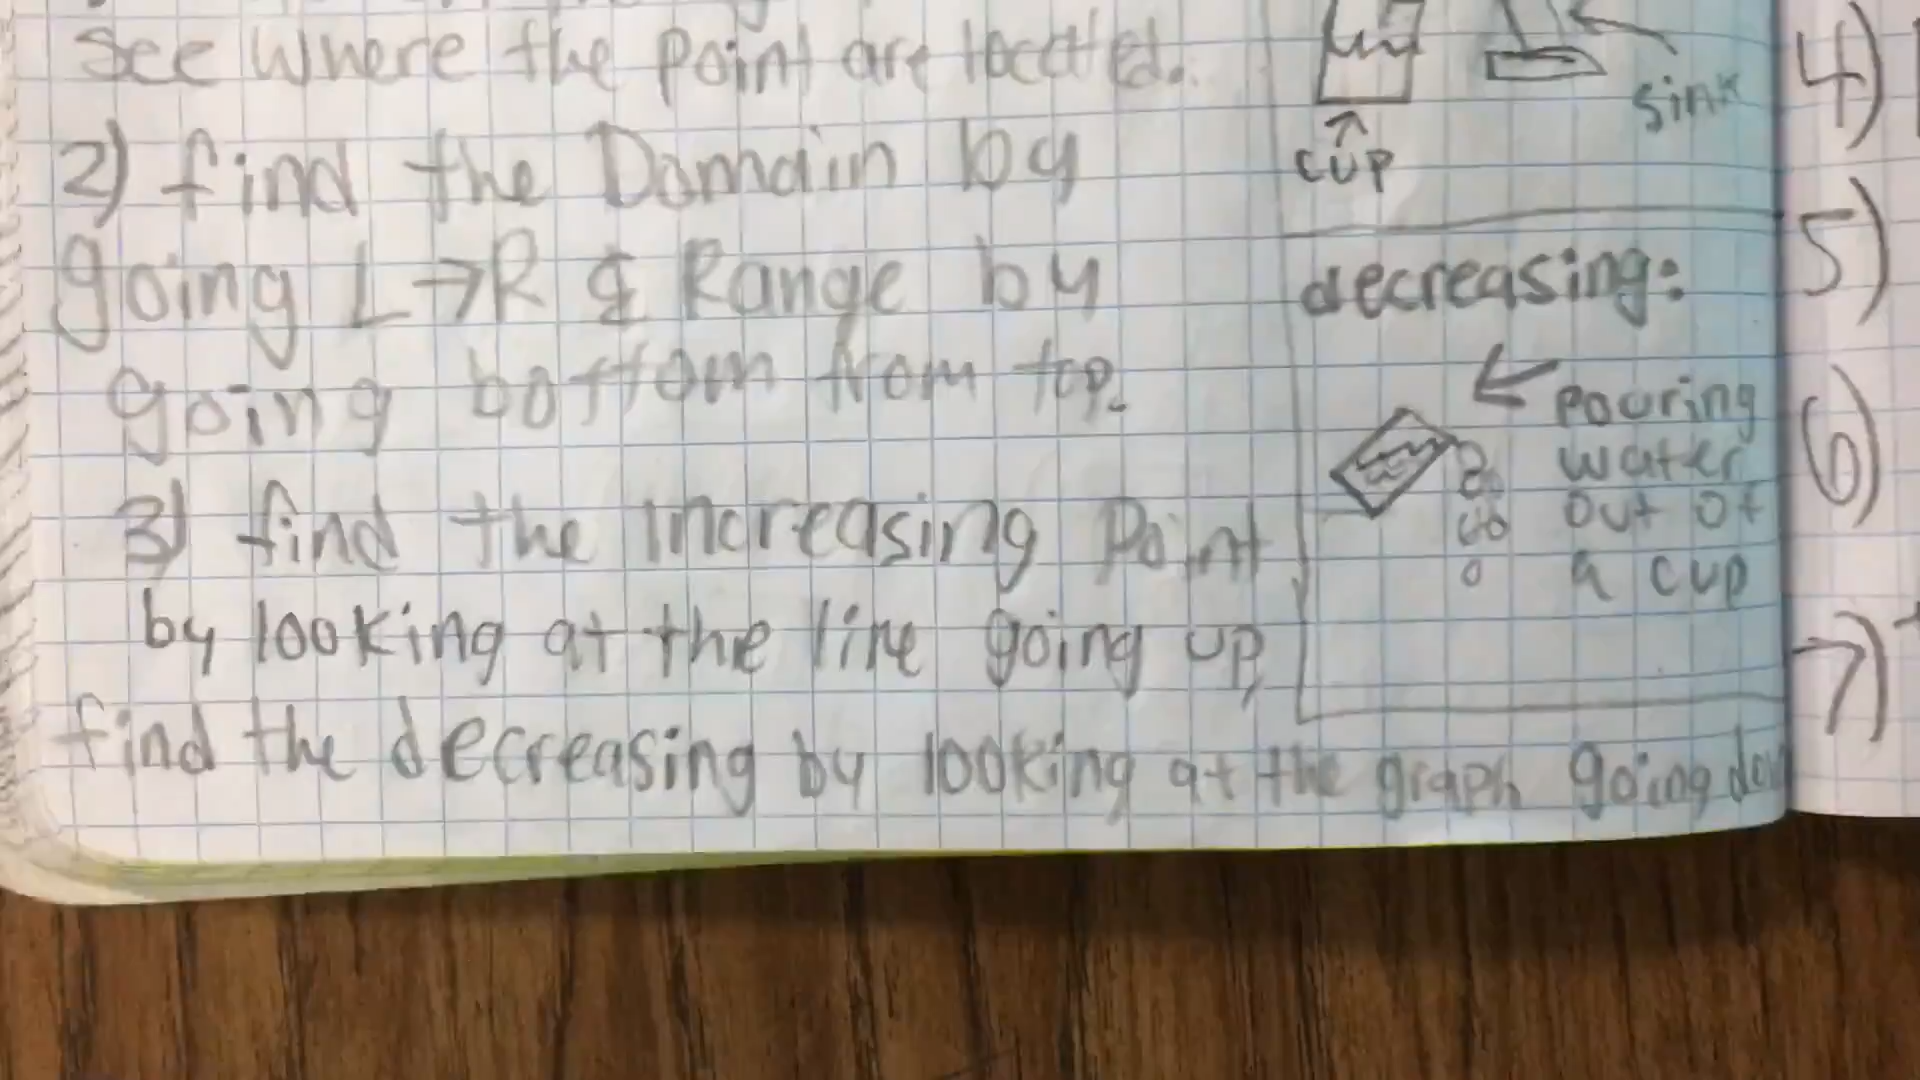 see where the point are located.
2) find the Domain by
going L→R & Range by
going bottom from top.
3) find the increasing Point
by looking at the line going up,
find the decreasing by looking at the graph going
sink
cup
decreasing:
← pouring
water
out of
a cup
4)
5)
6)
7)